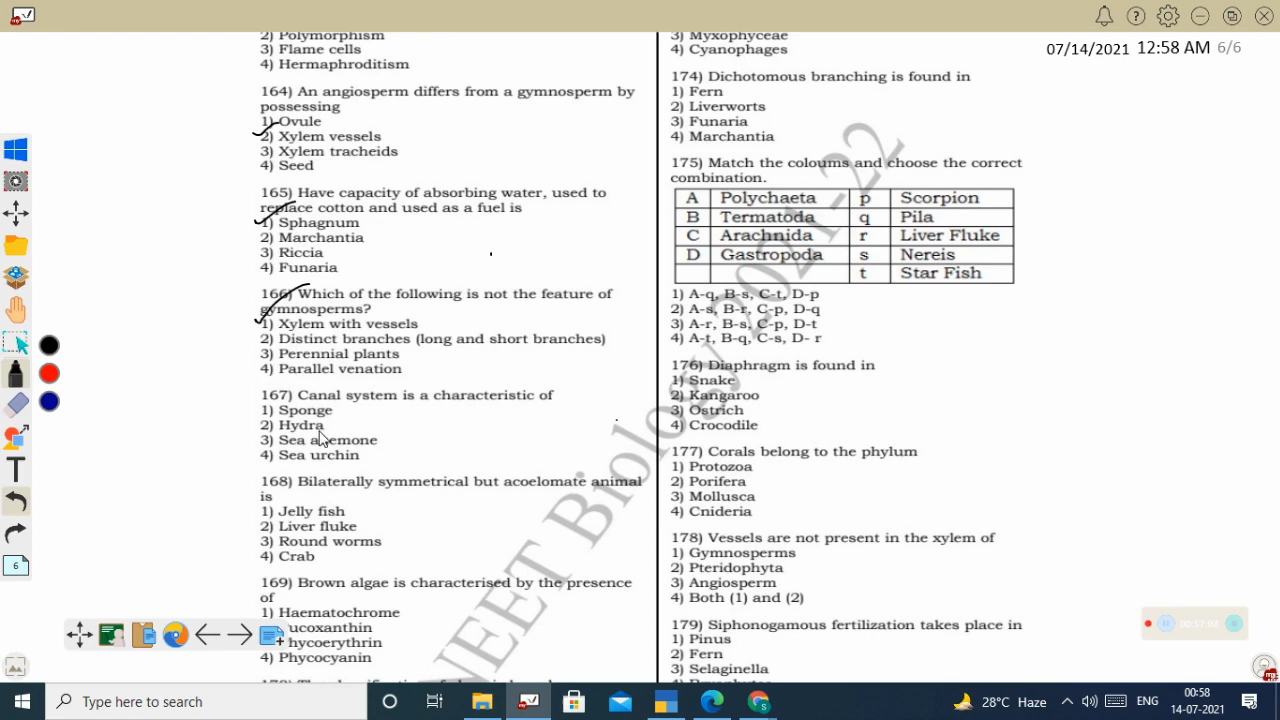 07/14/2021 12:58 AM 6/6
2) Polymorphism
3) Flame cells
4) Hermaphroditism
164) An angiosperm differs from a gymnosperm by
possessing
1) Ovule
2) Xylem vessels
3) Xylem tracheids
4) Seed
165) Have capacity of absorbing water, used to
replace cotton and used as a fuel is
1) Sphagnum
2) Marchantia
3) Riccia
4) Funaria
166) Which of the following is not the feature of
gymnosperms?
1) Xylem with vessels
2) Distinct branches (long and short branches)
3) Perennial plants
4) Parallel venation
167) Canal system is a characteristic of
1) Sponge
2) Hydra
3) Sea anemone
4) Sea urchin
168) Bilaterally symmetrical but acoelomate animal
is
1) Jelly fish
2) Liver fluke
3) Round worms
4) Crab
169) Brown algae is characterised by the presence
of
1) Haematochrome
ucoxanthin
hycoerythrin
4) Phycocyanin
3) Myxophyceae
4) Cyanophages
174) Dichotomous branching is found in
1) Fern
2) Liverworts
3) Funaria
4) Marchantia
175) Match the coloums and choose the correct
combination.
A Polychaeta p Scorpion
B Termatoda q Pila
C Arachnida r Liver Fluke
D Gastropoda s Nereis
t Star Fish
1) A-q, B-s, C-t, D-p
2) A-s, B-r, C-p, D-q
3) A-r, B-s, C-p, D-t
4) A-t, B-q, C-s, D- r
176) Diaphragm is found in
1) Snake
2) Kangaroo
3) Ostrich
4) Crocodile
177) Corals belong to the phylum
1) Protozoa
2) Porifera
3) Mollusca
4) Cnideria
178) Vessels are not present in the xylem of
1) Gymnosperms
2) Pteridophyta
3) Angiosperm
4) Both (1) and (2)
179) Siphonogamous fertilization takes place in
1) Pinus
2) Fern
3) Selaginella
NEET Biology 2021-22
6
Type here to search
28°C Haze
ENG
00:58
14-07-2021